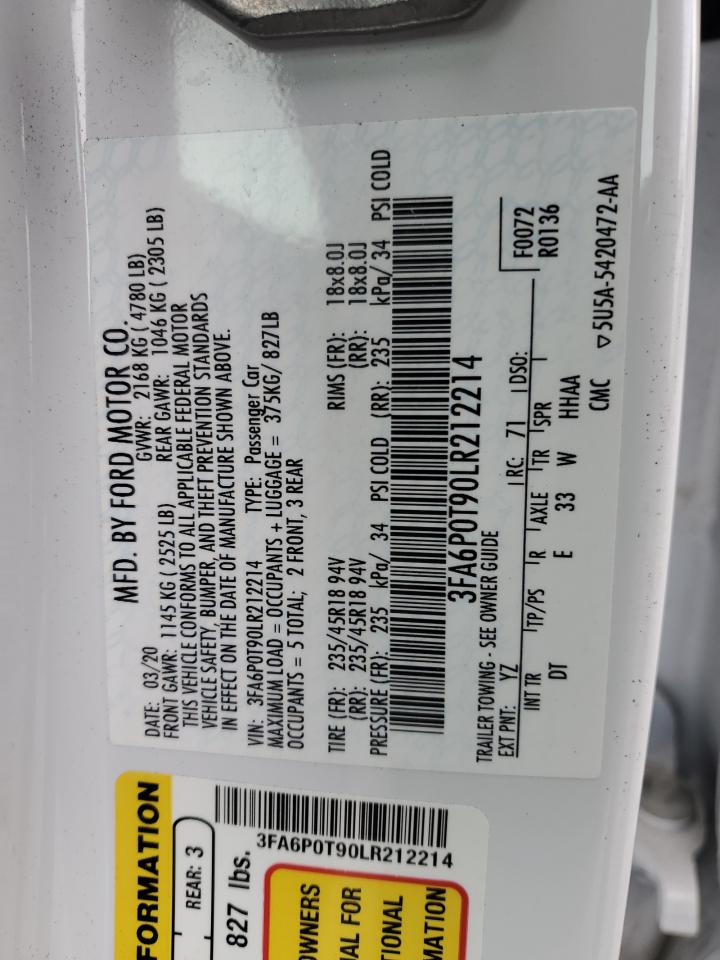 MFD. BY FORD MOTOR CO.
DATE: 03/20 GVWR: 2168 KG ( 4780 LB)
FRONT GAWR: 1145 KG ( 2525 LB) REAR GAWR: 1046 KG ( 2305 LB)
THIS VEHICLE CONFORMS TO ALL APPLICABLE FEDERAL MOTOR
VEHICLE SAFETY, BUMPER, AND THEFT PREVENTION STANDARDS
IN EFFECT ON THE DATE OF MANUFACTURE SHOWN ABOVE.
VIN: 3FA6P0T90LR212214 TYPE: Passenger Car
MAXIMUM LOAD = OCCUPANTS + LUGGAGE = 375KG/ 827LB
OCCUPANTS = 5 TOTAL; 2 FRONT, 3 REAR
TIRE (FR): 235/45R18 94V RIMS (FR): 18x8.0J
(RR): 235/45R18 94V (RR): 18x8.0J
PRESSURE (FR): 235 kPa/ 34 PSI COLD (RR): 235 kPa/ 34 PSI COLD
3FA6P0T90LR212214
TRAILER TOWING - SEE OWNER GUIDE
EXT PNT: YZ RC: 71 DSO: F0072
R0136
INT TR TP/PS R AXLE TR SPR
DT E 33 W HHAA
CMC ▽5U5A-5420472-AA
FORMATION
REAR: 3
827 lbs.
3FA6P0T90LR212214
OWNERS
AL FOR
TIONAL
MATION